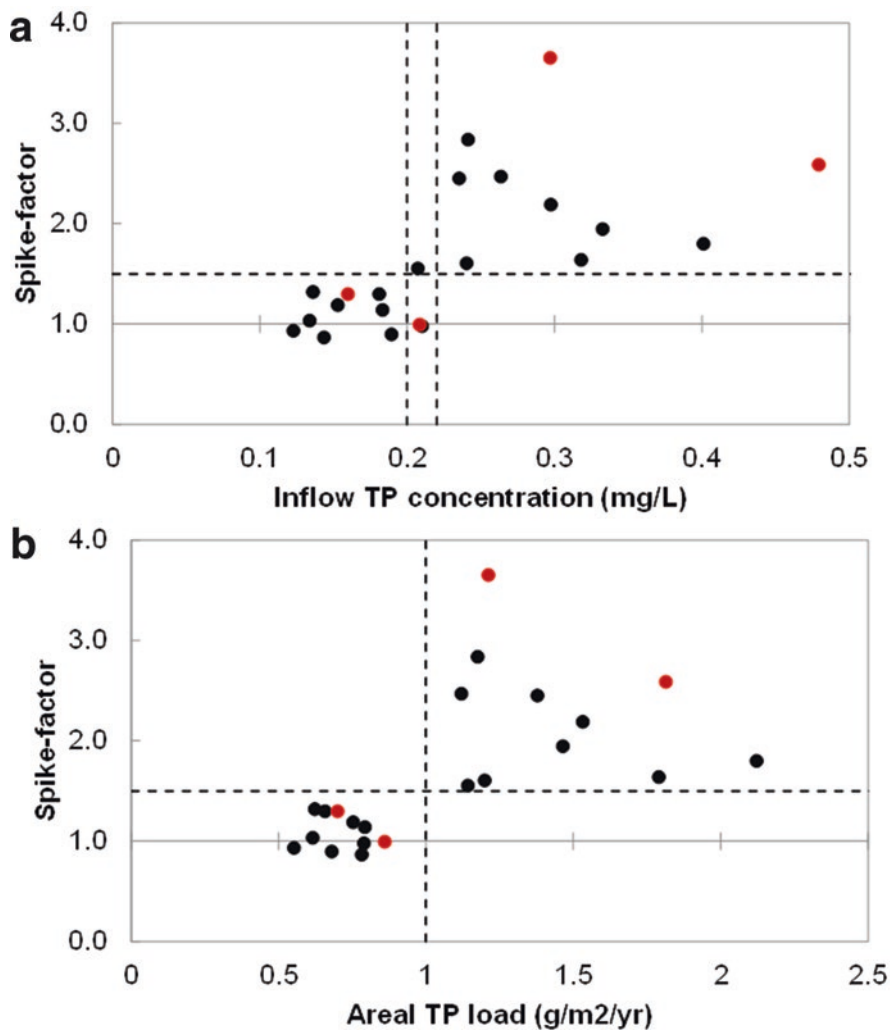 a
4.0
3.0
2.0
1.0
0.0
Spike-factor
0 0.1 0.2 0.3 0.4 0.5
Inflow TP concentration (mg/L)
b
4.0
3.0
2.0
1.0
0.0
Spike-factor
0 0.5 1 1.5 2 2.5
Areal TP load (g/m2/yr)